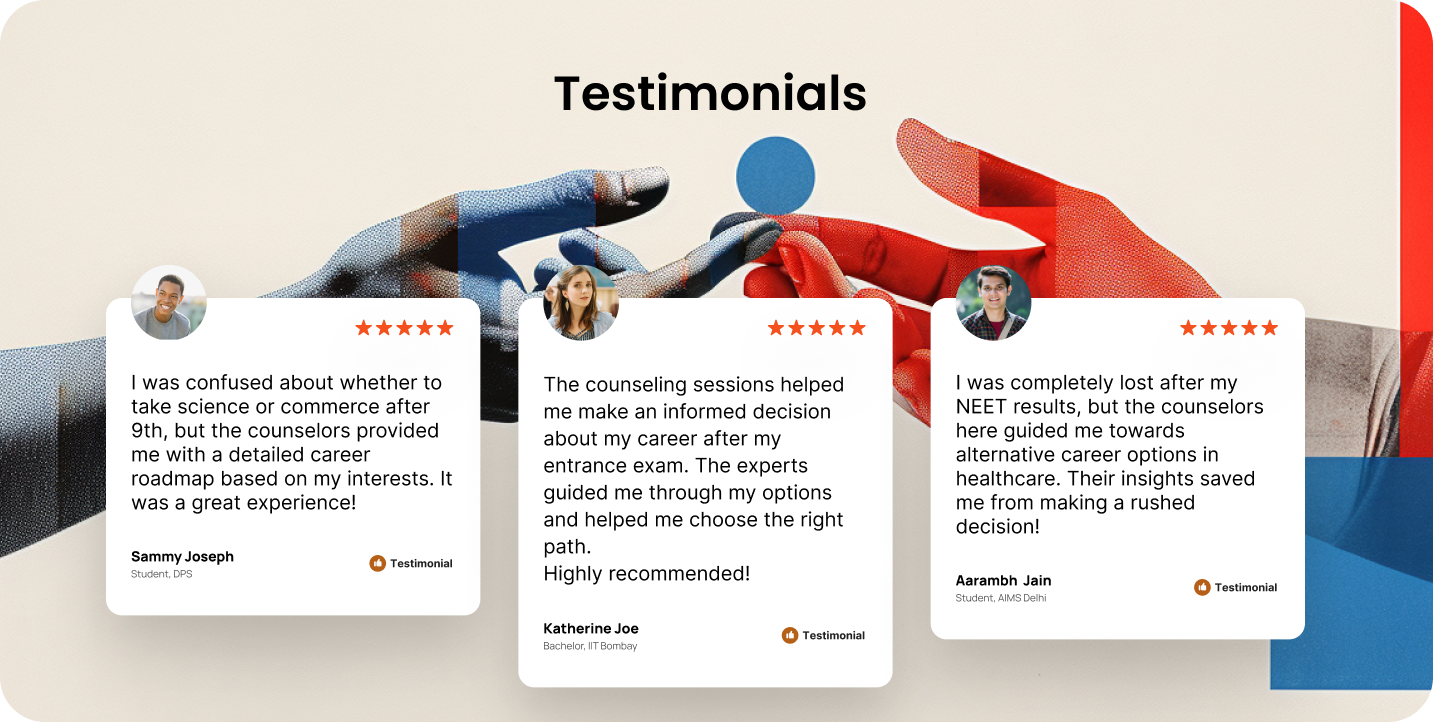 Testimonials
I was confused about whether to
take science or commerce after
9th, but the counselors provided
me with a detailed career
roadmap based on my interests. It
was a great experience!
Sammy Joseph
Student, DPS
Testimonial
The counseling sessions helped
me make an informed decision
about my career after my
entrance exam. The experts
guided me through my options
and helped me choose the right
path.
Highly recommended!
Katherine Joe
Bachelor, IIT Bombay
Testimonial
I was completely lost after my
NEET results, but the counselors
here guided me towards
alternative career options in
healthcare. Their insights saved
me from making a rushed
decision!
Aarambh Jain
Student, AIMS Delhi
Testimonial